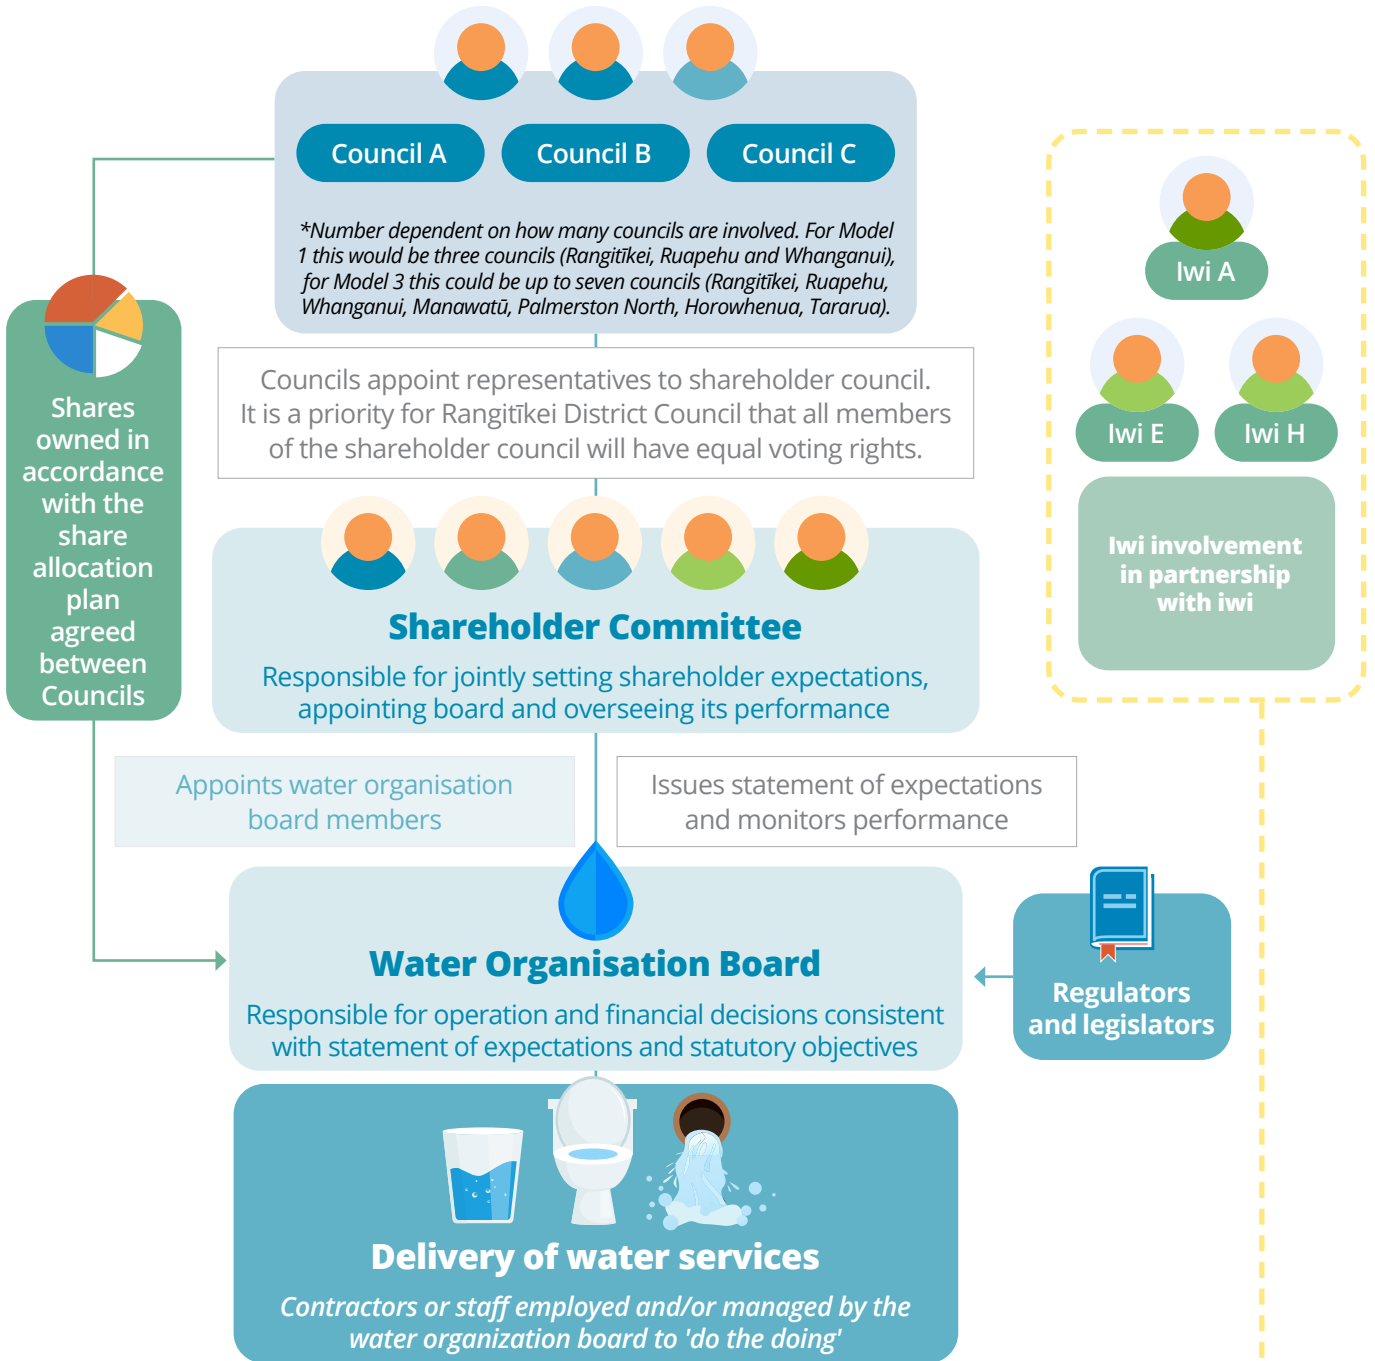 Council A
Council B
Council C
*Number dependent on how many councils are involved. For Model
1 this would be three councils (Rangitīkei, Ruapehu and Whanganui),
for Model 3 this could be up to seven councils (Rangitīkei, Ruapehu,
Whanganui, Manawatū, Palmerston North, Horowhenua, Tararua).
Iwi A
Iwi E
Iwi H
Iwi involvement
in partnership
with iwi
Shares
owned in
accordance
with the
share
allocation
plan
agreed
between
Councils
Councils appoint representatives to shareholder council.
It is a priority for Rangitīkei District Council that all members
of the shareholder council will have equal voting rights.
Shareholder Committee
Responsible for jointly setting shareholder expectations,
appointing board and overseeing its performance
Appoints water organisation
board members
Issues statement of expectations
and monitors performance
Water Organisation Board
Responsible for operation and financial decisions consistent
with statement of expectations and statutory objectives
Regulators
and legislators
Delivery of water services
Contractors or staff employed and/or managed by the
water organization board to 'do the doing'